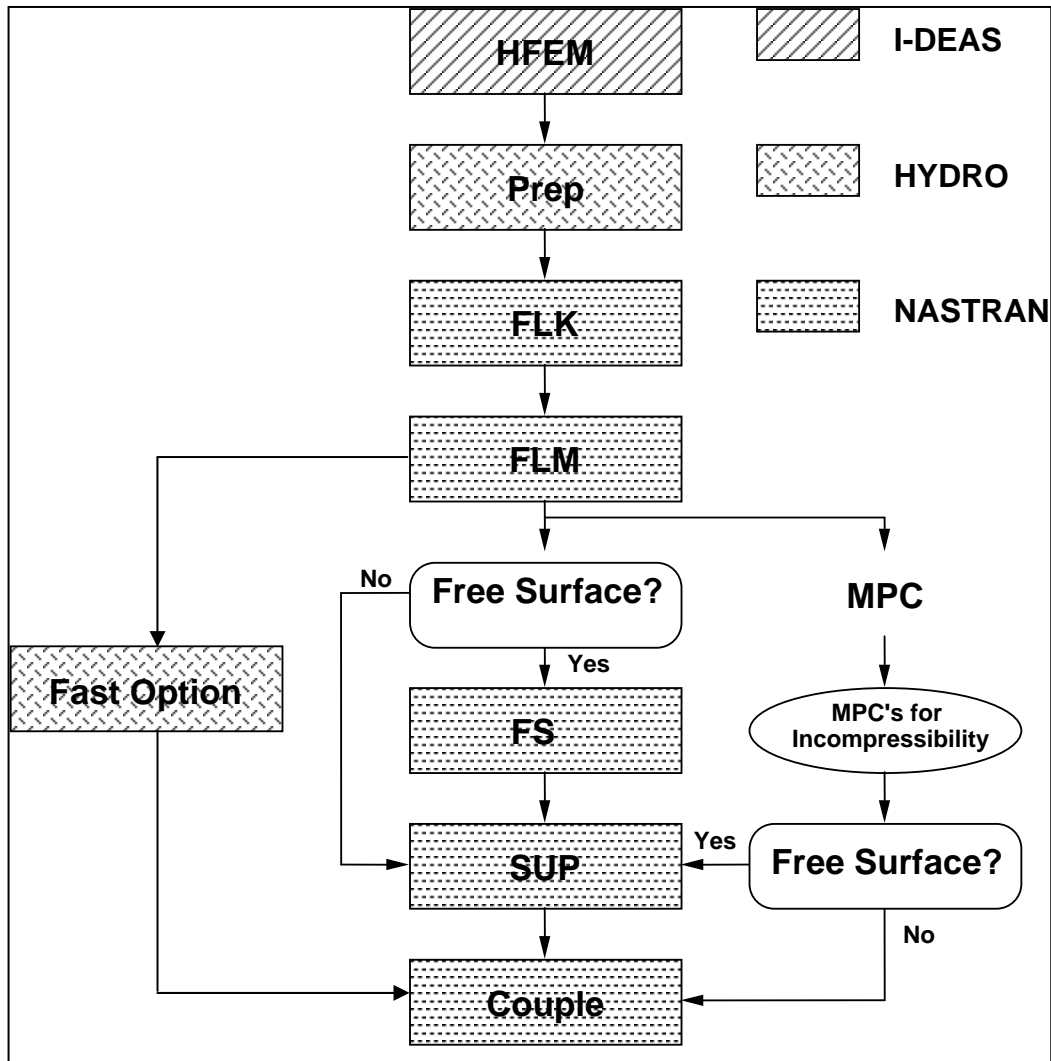 HFEM
I-DEAS
Prep
HYDRO
FLK
NASTRAN
FLM
No
Free Surface?
MPC
Yes
Fast Option
FS
MPC's for
Incompressibility
SUP
Yes
Free Surface?
No
Couple